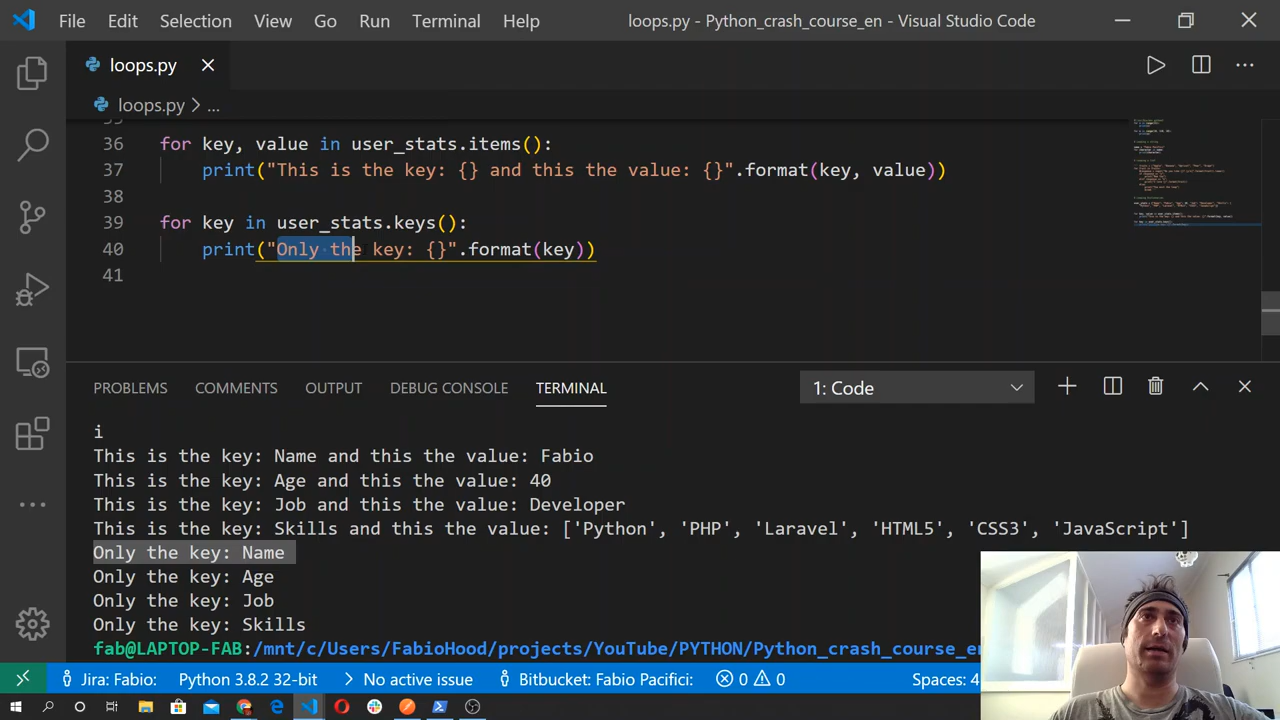 File Edit Selection View Go Run Terminal Help loops.py - Python_crash_course_en - Visual Studio Code
loops.py
loops.py > ...
35
36 for key, value in user_stats.items():
37 print("This is the key: {} and this the value: {}".format(key, value))
38
39 for key in user_stats.keys():
40 print("Only the key: {}".format(key))
41
PROBLEMS COMMENTS OUTPUT DEBUG CONSOLE TERMINAL 1: Code
i
This is the key: Name and this the value: Fabio
This is the key: Age and this the value: 40
This is the key: Job and this the value: Developer
This is the key: Skills and this the value: ['Python', 'PHP', 'Laravel', 'HTML5', 'CSS3', 'JavaScript']
Only the key: Name
Only the key: Age
Only the key: Job
Only the key: Skills
fab@LAPTOP-FAB:/mnt/c/Users/FabioHood/projects/YouTube/PYTHON/Python_crash_course_en
Jira: Fabio: Python 3.8.2 32-bit No active issue Bitbucket: Fabio Pacifici: 0 0 Spaces: 4